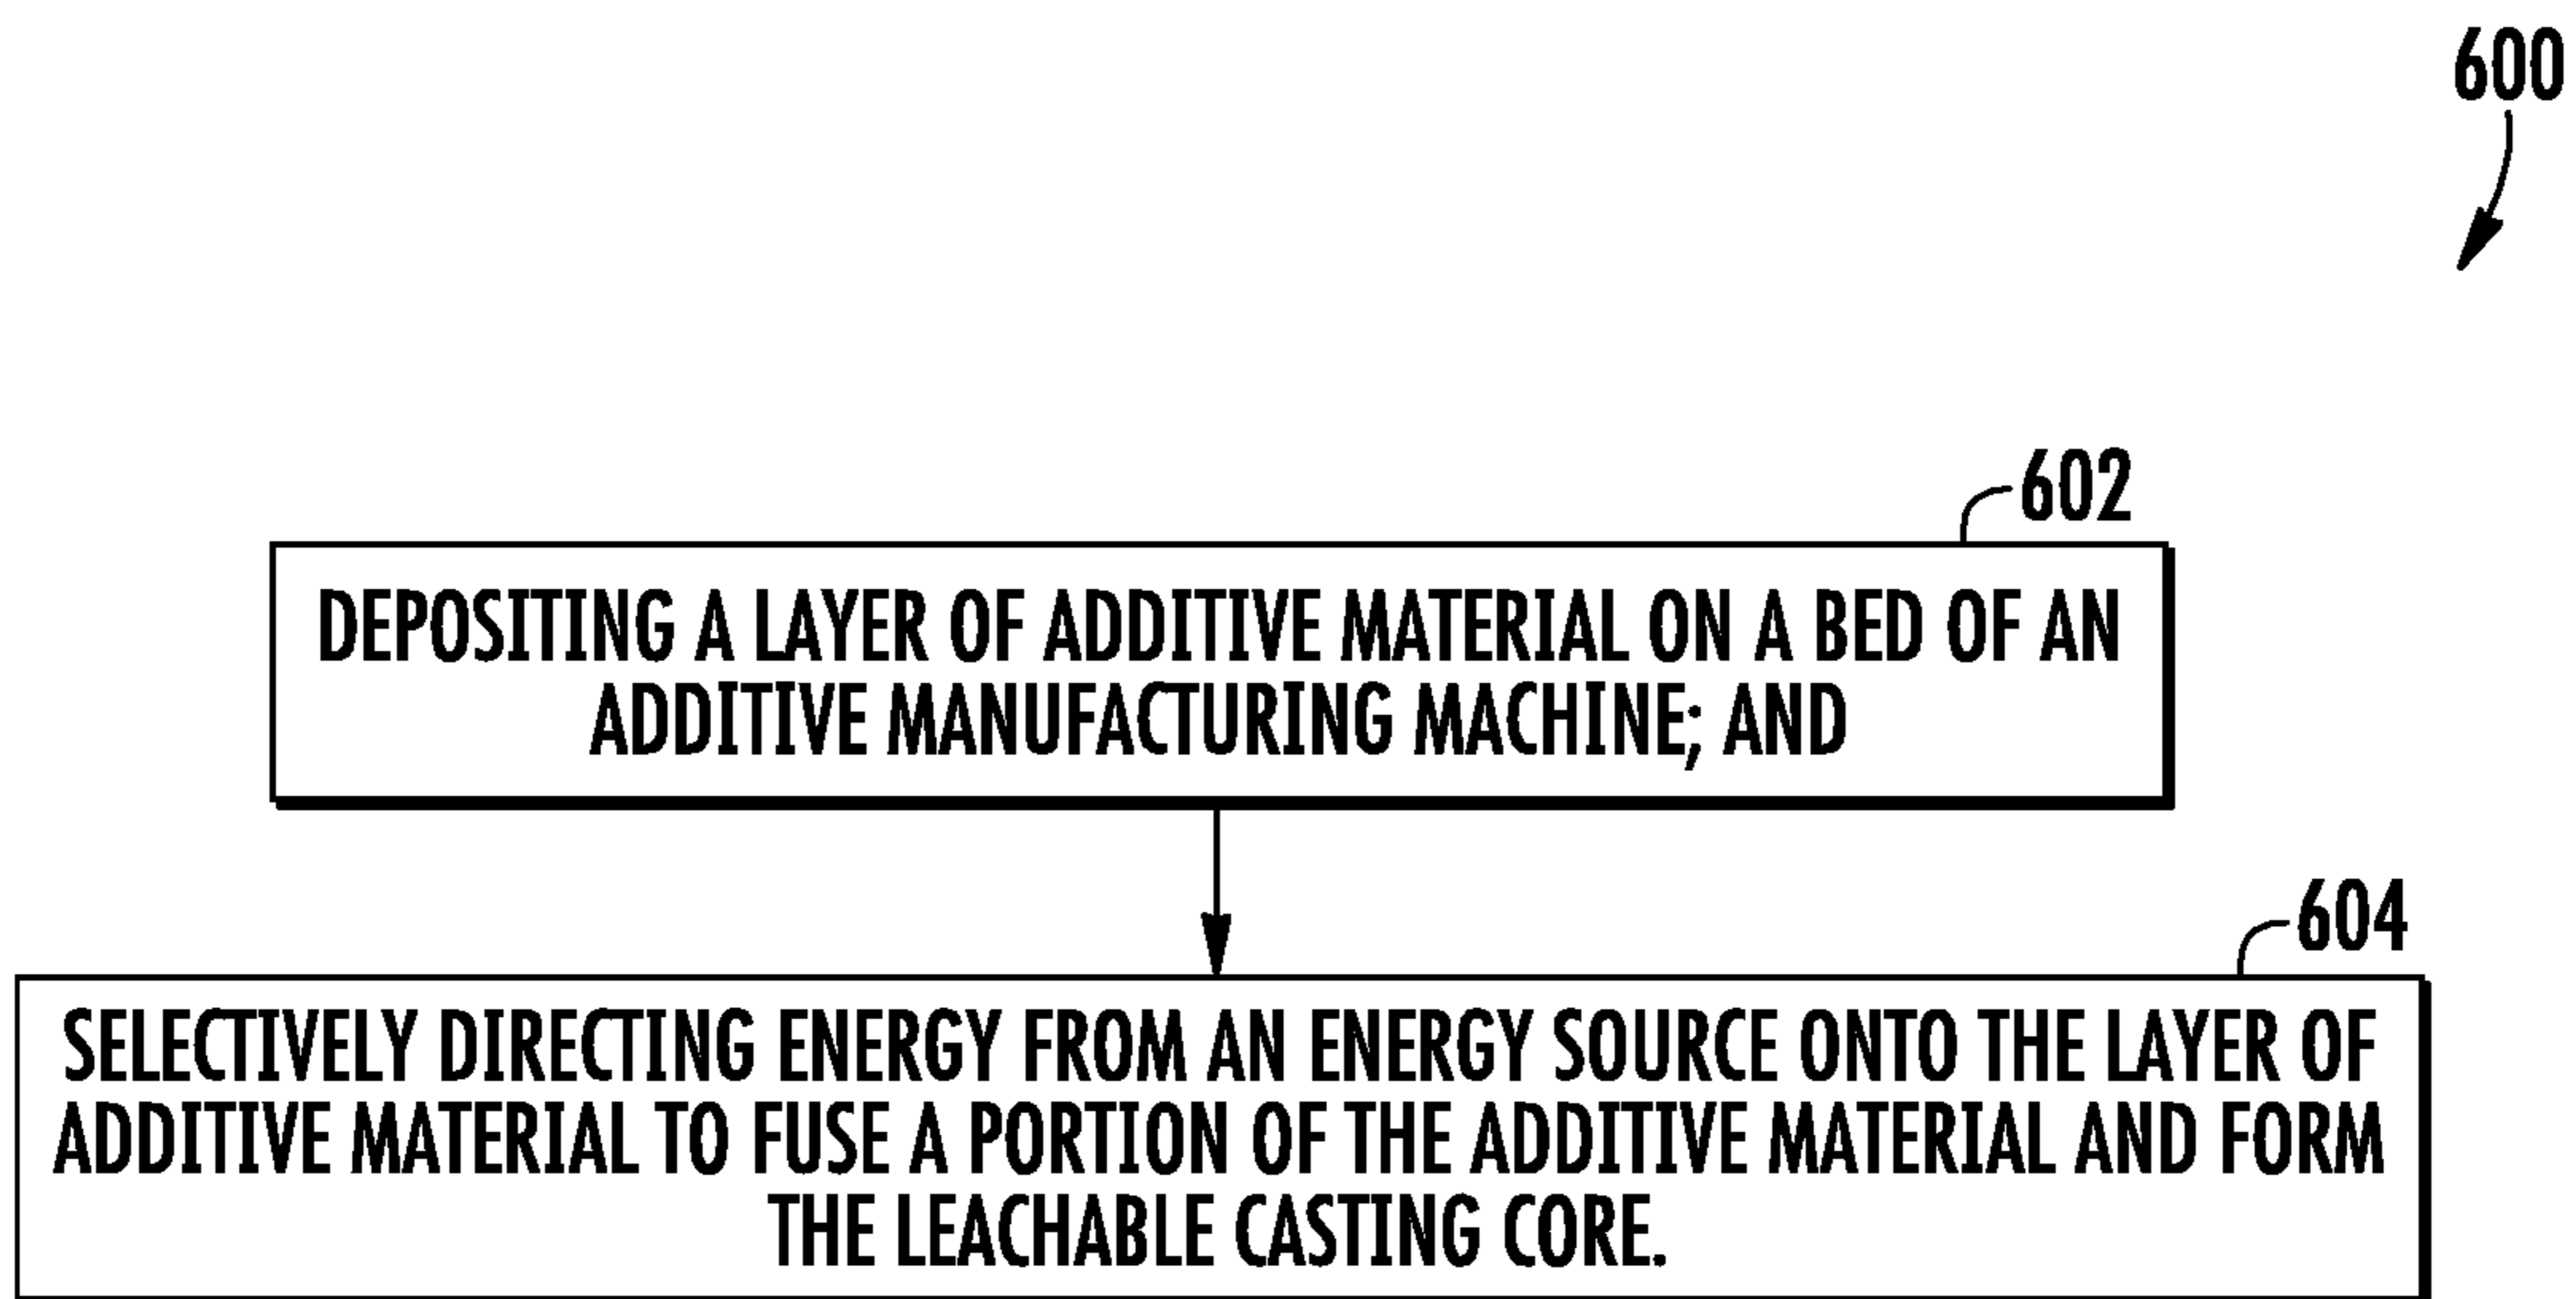 600
602
DEPOSITING A LAYER OF ADDITIVE MATERIAL ON A BED OF AN
ADDITIVE MANUFACTURING MACHINE; AND
604
SELECTIVELY DIRECTING ENERGY FROM AN ENERGY SOURCE ONTO THE LAYER OF
ADDITIVE MATERIAL TO FUSE A PORTION OF THE ADDITIVE MATERIAL AND FORM
THE LEACHABLE CASTING CORE.